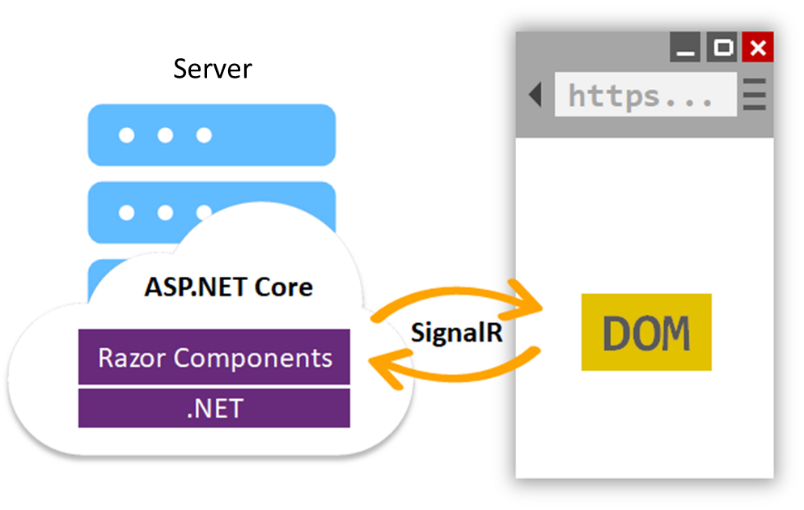 Server
https...
ASP.NET Core
SignalR
DOM
Razor Components
.NET